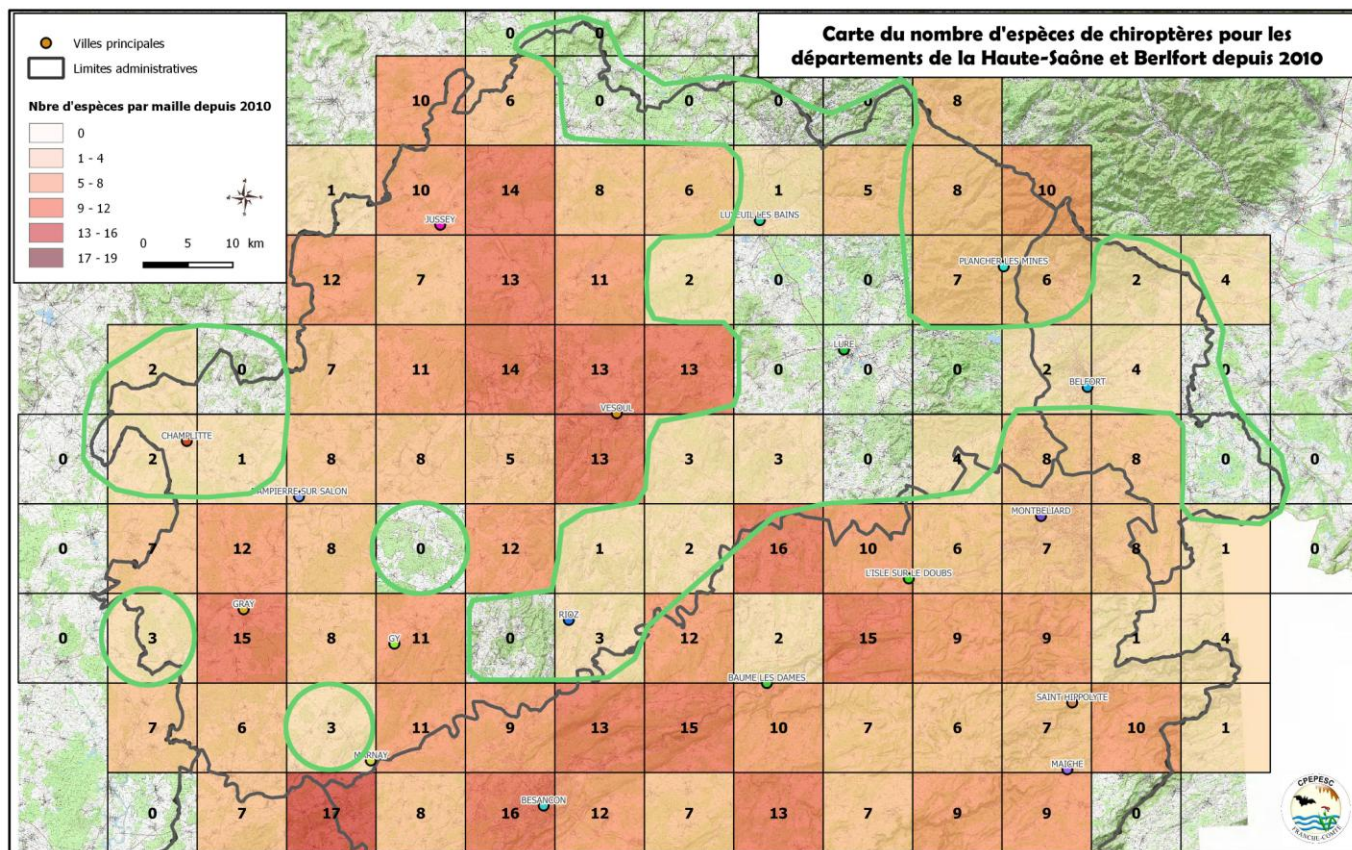 Villes principales
Limites administratives
Nbre d'espèces par maille depuis 2010
0
1 - 4
5 - 8
9 - 12
13 - 16
17 - 19
0 5 10 km
Carte du nombre d'espèces de chiroptères pour les
départements de la Haute-Saône et Berlfort depuis 2010
0 0
10 6 0 0 0 0 8
1 10 14 8 6 1 5 8 10
JUSSEY LUXEUIL LES BAINS
12 7 13 11 2 0 0 7 6 2 4
PLANCHER LES MINES
2 0 7 11 14 13 13 0 0 0 2 4 0
LURE
BELFORT
VESOUL
CHAMPLITTE
0 2 1 8 8 5 13 3 3 0 4 8 8 0 0
AMPIERRE SUR SALON
MONTBELIARD
0 7 12 8 0 12 1 2 16 10 6 7 8 1 0
L'ISLE SUR LE DOUBS
GRAY
RIOZ
0 3 15 8 11 0 3 12 2 15 9 9 1 4
GY
BAUME LES DAMES
SAINT HIPPOLYTE
7 6 3 11 9 13 15 10 7 6 7 10 1
MARNAY
MAICHE
BESANCON
0 7 17 8 16 12 7 13 7 9 9 0
CPEPESC
FRANCHE-COMTÉ